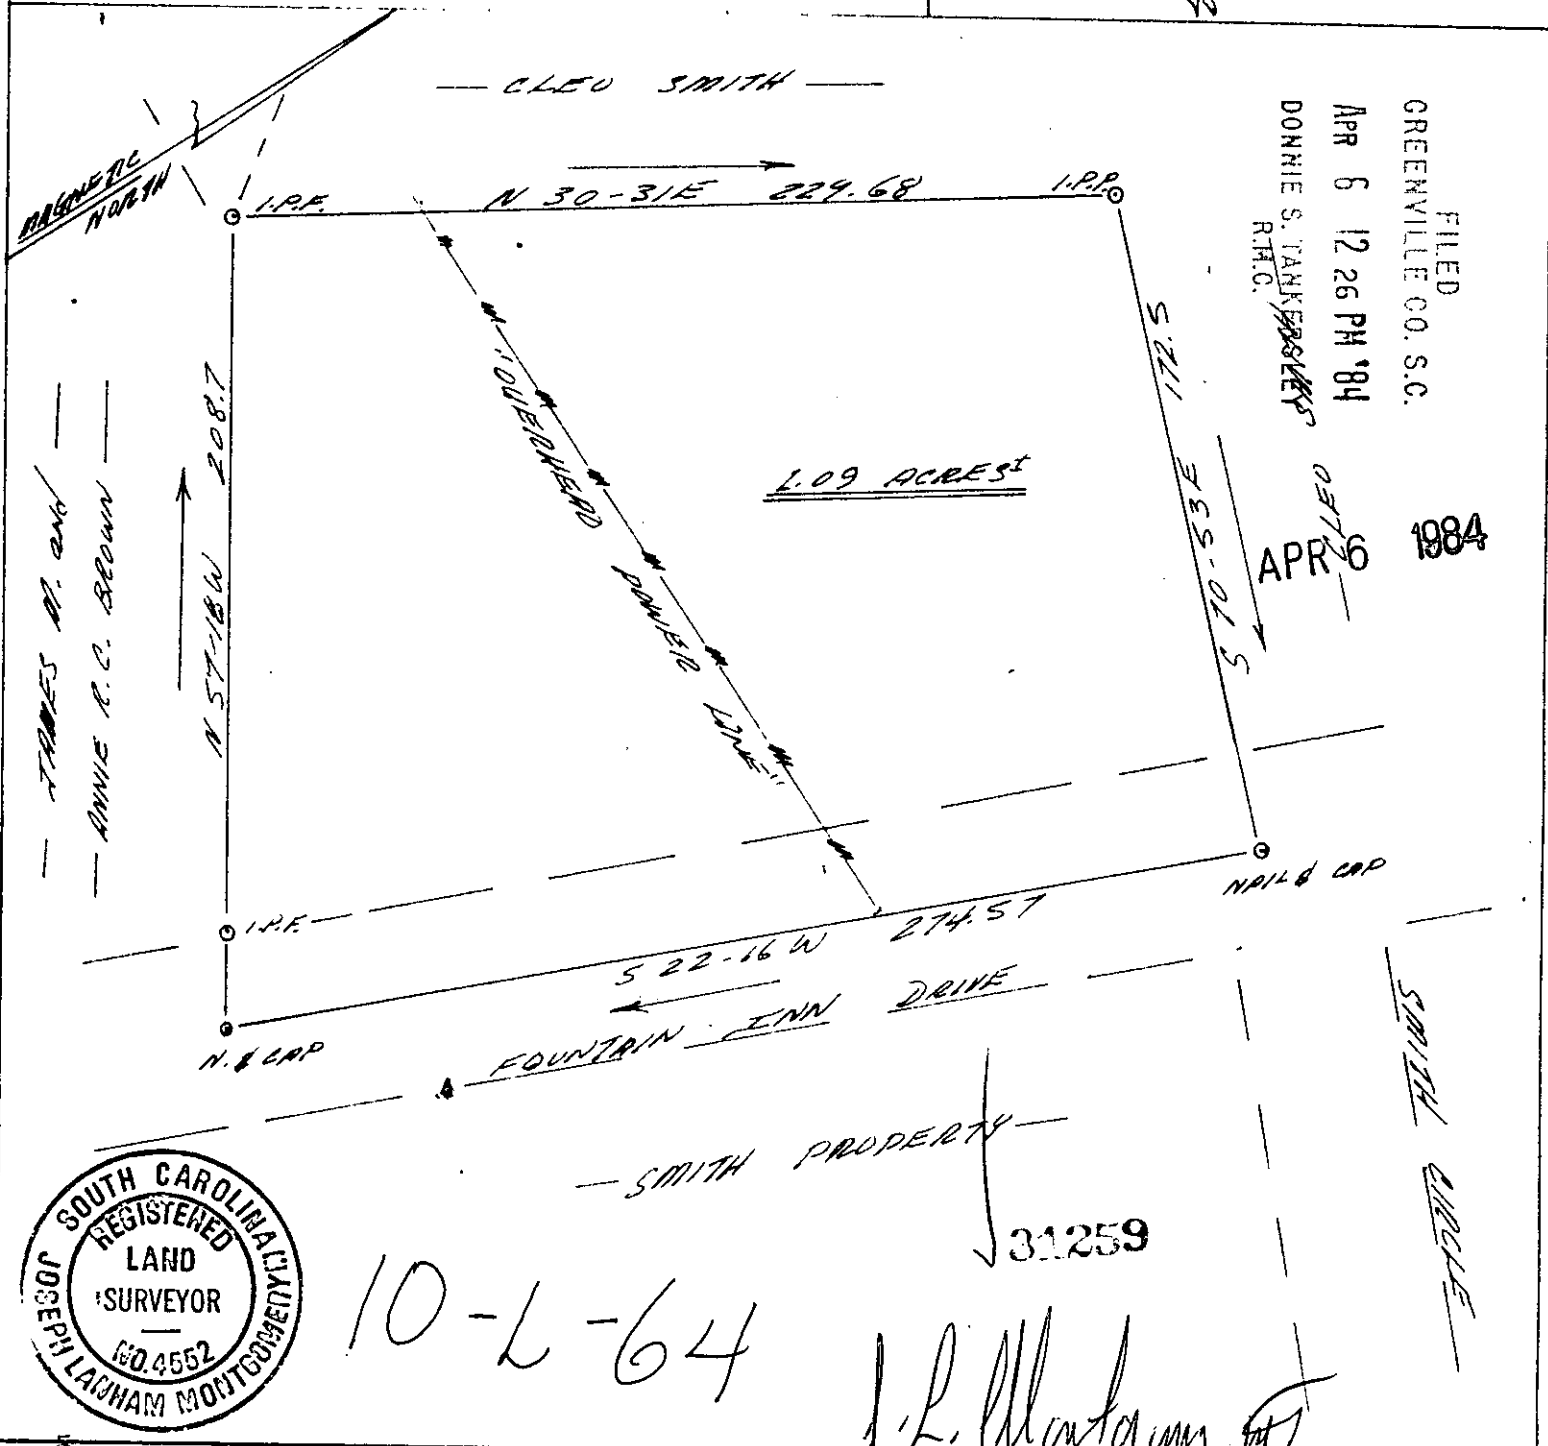 — CLEO SMITH —
MAGNETIC
NORTH
I.P.F.
N 30-31E 229.68
I.P.P.
FILED
GREENVILLE CO. S.C.
APR 6 12 26 PM '84
DONNIE S. TANKERSLEY
R.M.C.
S 70-53E 172.5
— CLEO —
APR 6 1984
1.09 ACRES±
"OVERHEAD POWER LINE"
N 57-18W 208.7
— JAMES M. and —
— ANNIE R.C. BROWN —
I.P.F.
NAIL & CAP
S 22-16 W 274.57
N. & CAP
FOUNTAIN INN DRIVE
SMITH CIRCLE
— SMITH PROPERTY —
31259
SOUTH CAROLINA
REGISTERED
LAND
SURVEYOR
NO. 4552
JOSEPH LANHAM MONTGOMERY
10-L-64